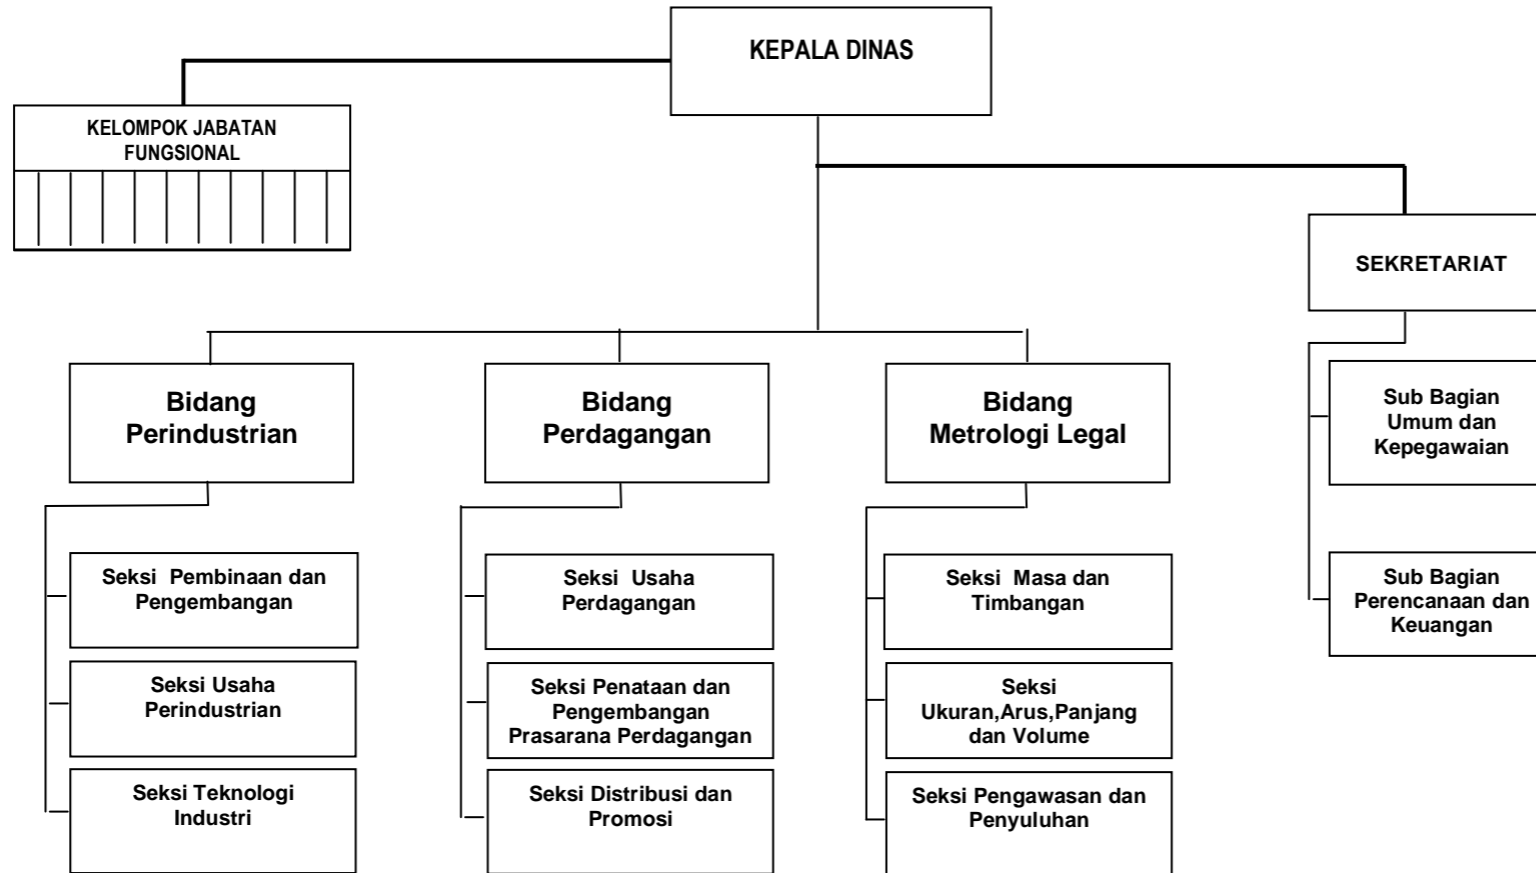 KEPALA DINAS
KELOMPOK JABATAN
FUNGSIONAL
SEKRETARIAT
Bidang
Perindustrian
Bidang
Perdagangan
Bidang
Metrologi Legal
Sub Bagian
Umum dan
Kepegawaian
Sub Bagian
Perencanaan dan
Keuangan
Seksi  Pembinaan dan
Pengembangan
Seksi Usaha
Perindustrian
Seksi Teknologi
Industri
Seksi  Usaha
Perdagangan
Seksi Penataan dan
Pengembangan
Prasarana Perdagangan
Seksi Distribusi dan
Promosi
Seksi  Masa dan
Timbangan
Seksi
Ukuran,Arus,Panjang
dan Volume
Seksi Pengawasan dan
Penyuluhan